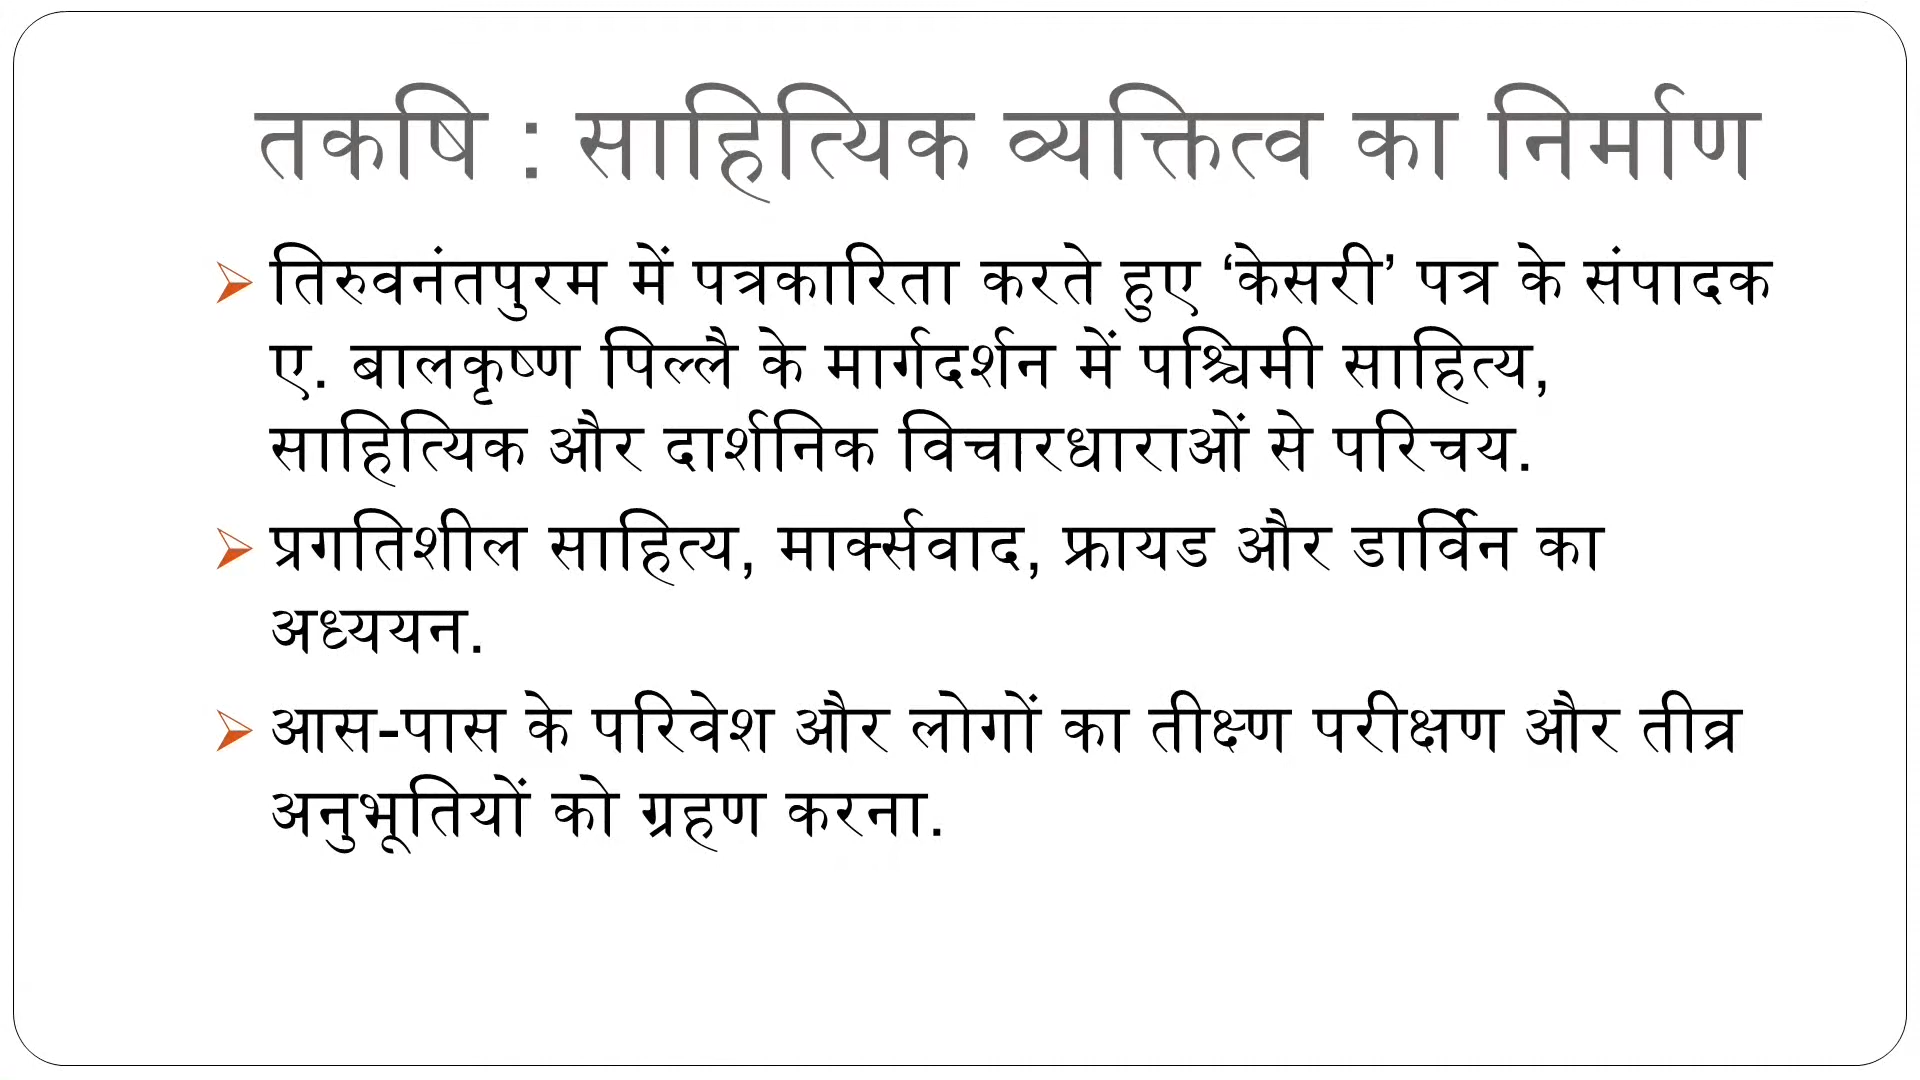 तकषि : साहित्यिक व्यक्तित्व का निर्माण
तिरुवनंतपुरम में पत्रकारिता करते हुए ‘केसरी’ पत्र के संपादक
ए. बालकृष्ण पिल्लै के मार्गदर्शन में पश्चिमी साहित्य,
साहित्यिक और दार्शनिक विचारधाराओं से परिचय.
प्रगतिशील साहित्य, मार्क्सवाद, फ्रायड और डार्विन का
अध्ययन.
आस-पास के परिवेश और लोगों का तीक्ष्ण परीक्षण और तीव्र
अनुभूतियों को ग्रहण करना.